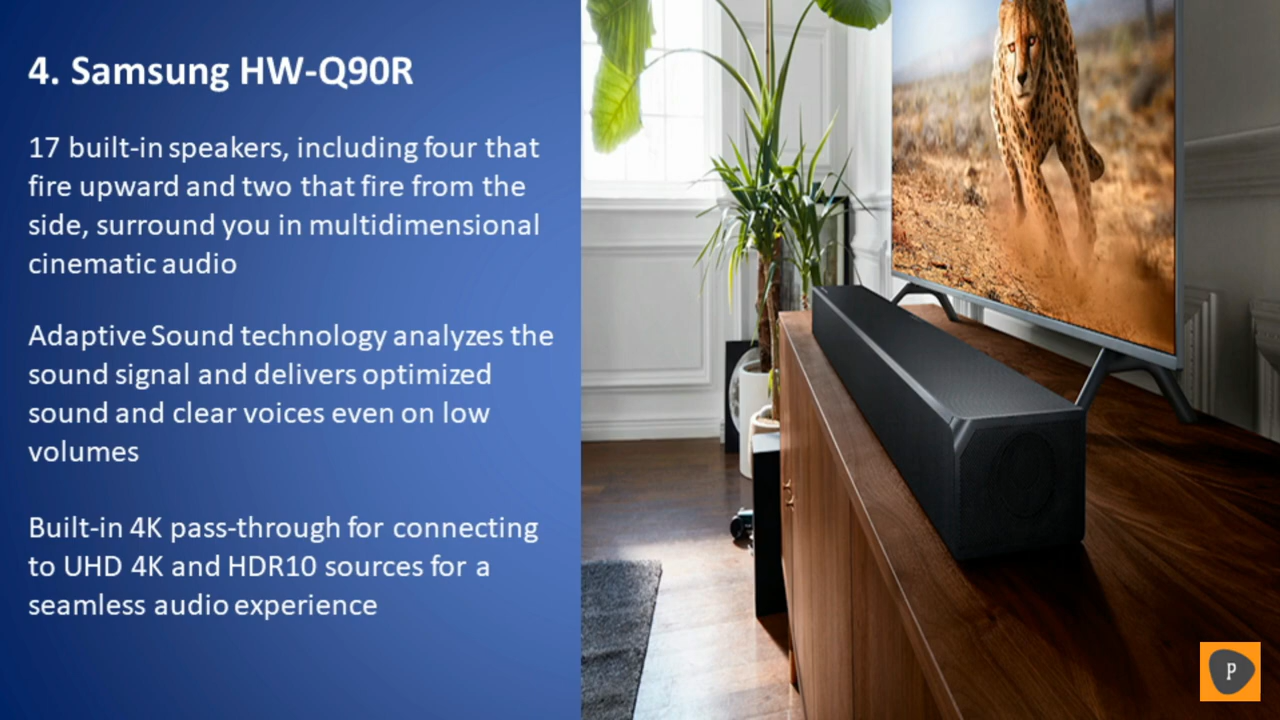 4. Samsung HW-Q90R
17 built-in speakers, including four that
fire upward and two that fire from the
side, surround you in multidimensional
cinematic audio
Adaptive Sound technology analyzes the
sound signal and delivers optimized
sound and clear voices even on low
volumes
Built-in 4K pass-through for connecting
to UHD 4K and HDR10 sources for a
seamless audio experience
P